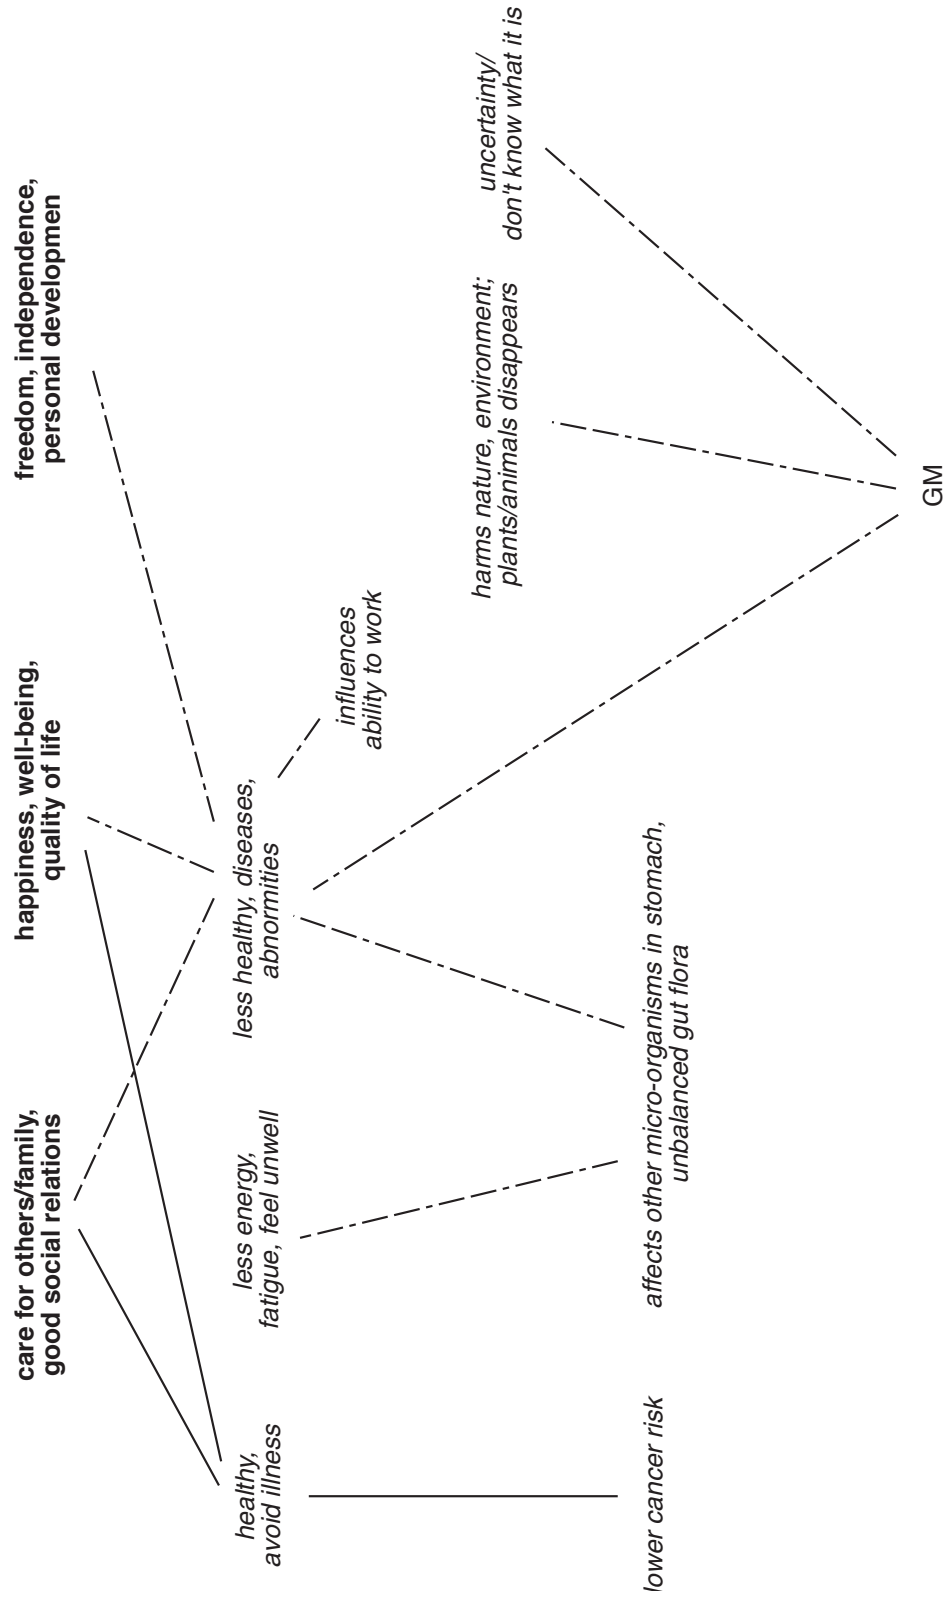 care for others/family,
good social relations
happiness, well-being,
quality of life
freedom, independence,
personal developmen
healthy,
avoid illness
less energy,
fatigue, feel unwell
less healthy, diseases,
abnormities
influences
ability to work
harms nature, environment;
plants/animals disappears
uncertainty/
don't know what it is
lower cancer risk
affects other micro-organisms in stomach,
unbalanced gut flora
GM